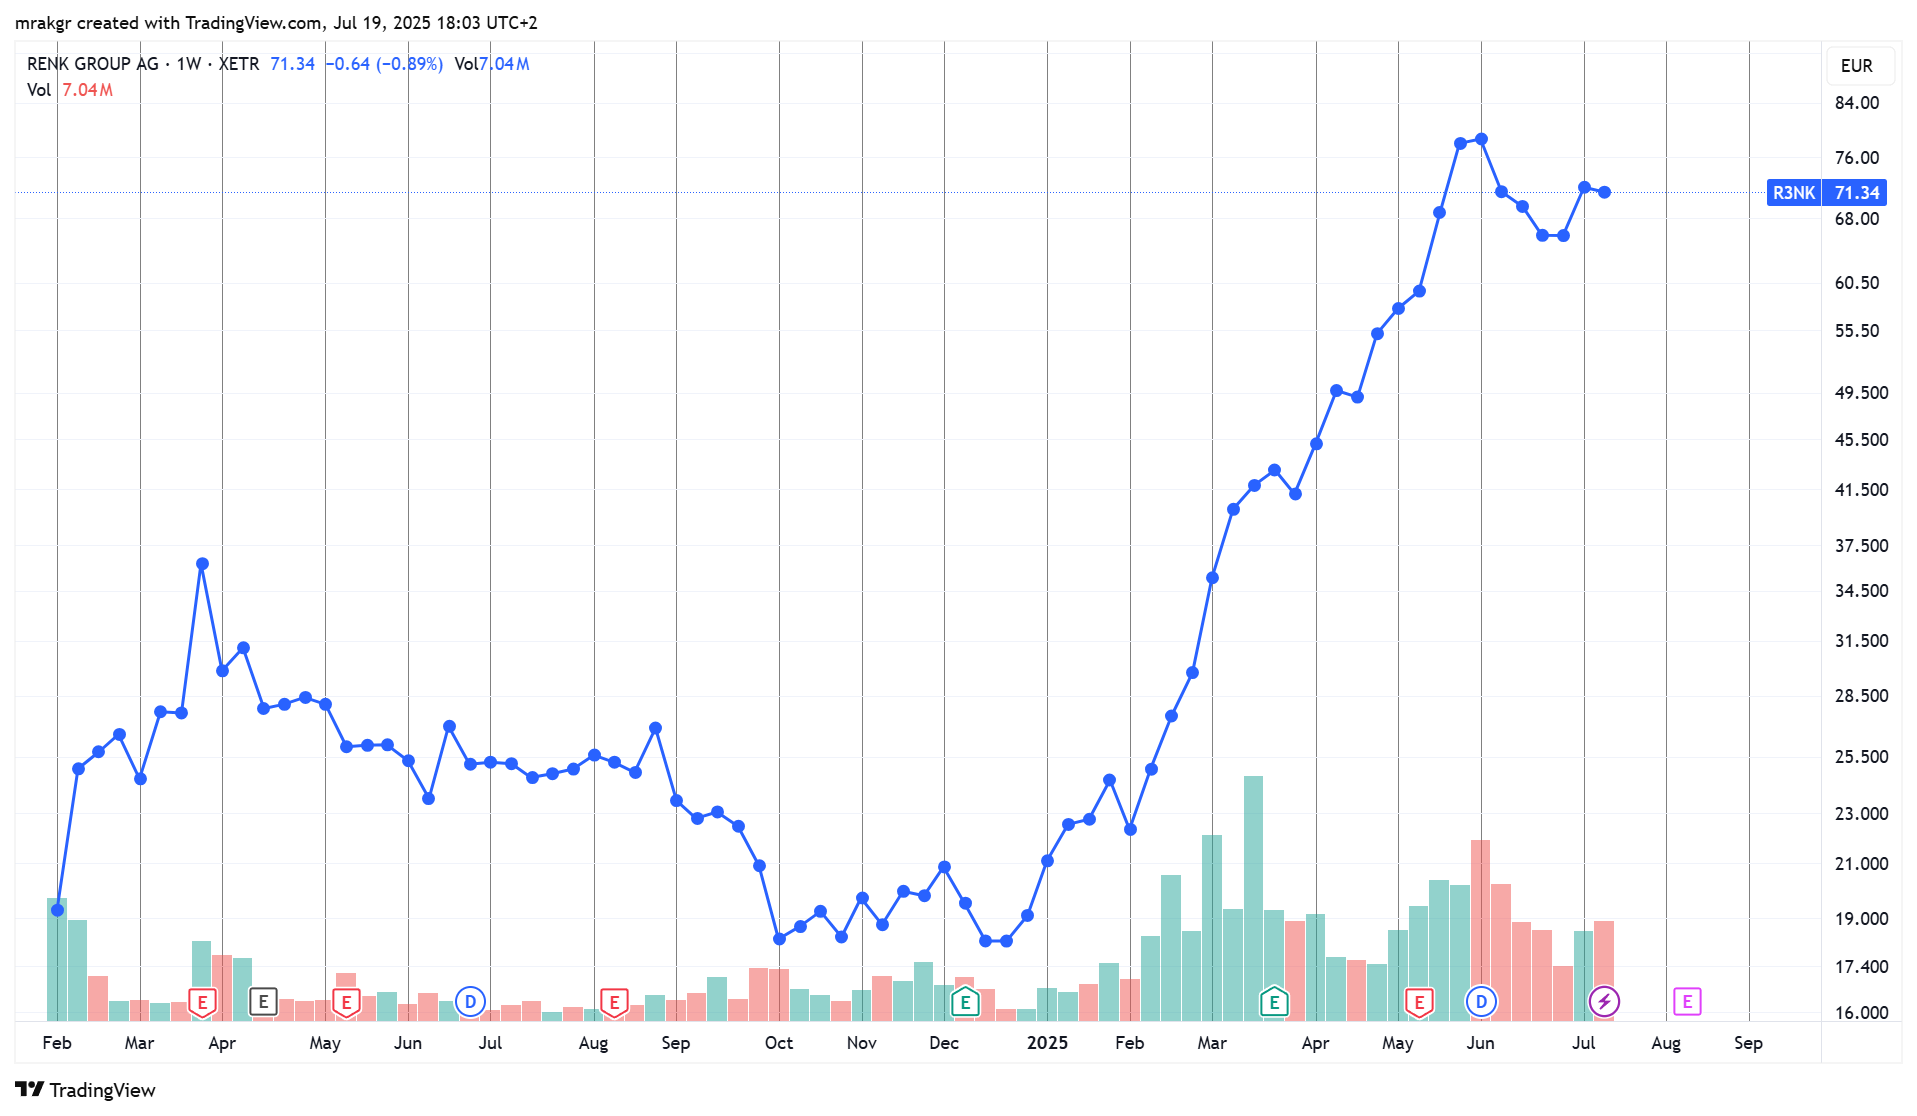 mrakgr created with TradingView.com, Jul 19, 2025 18:03 UTC+2
RENK GROUP AG · 1W · XETR 71.34 −0.64 (−0.89%) Vol7.04M
Vol 7.04M
EUR
84.00
76.00
R3NK 71.34
68.00
60.50
55.50
49.500
45.500
41.500
37.500
34.500
31.500
28.500
25.500
23.000
21.000
19.000
17.400
16.000
E E E D E E E E D E
Feb Mar Apr May Jun Jul Aug Sep Oct Nov Dec 2025 Feb Mar Apr May Jun Jul Aug Sep
TradingView